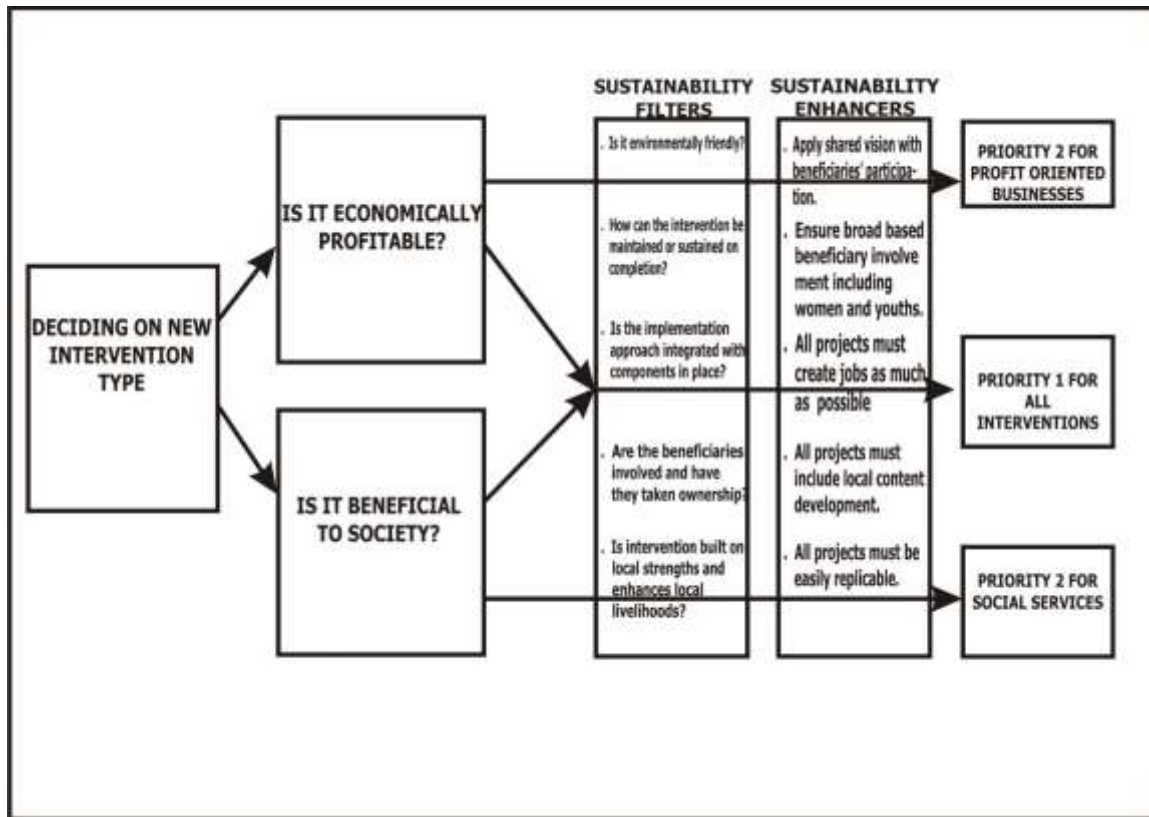 DECIDING ON NEW
INTERVENTION
TYPE
IS IT ECONOMICALLY
PROFITABLE?
IS IT BENEFICIAL
TO SOCIETY?
SUSTAINABILITY
FILTERS
. Is it environmentally friendly?
. How can the intervention be
maintained or sustained on
completion?
. Is the implementation
approach integrated with
components in place?
. Are the beneficiaries
involved and have
they taken ownership?
. Is intervention built on
local strengths and
enhances local
livelihoods?
SUSTAINABILITY
ENHANCERS
. Apply shared vision with
beneficiaries' participa-
tion.
. Ensure broad based
beneficiary involve
ment including
women and youths.
. All projects must
create jobs as much
as possible
. All projects must
include local content
development.
. All projects must be
easily replicable.
PRIORITY 2 FOR
PROFIT ORIENTED
BUSINESSES
PRIORITY 1 FOR
ALL
INTERVENTIONS
PRIORITY 2 FOR
SOCIAL SERVICES